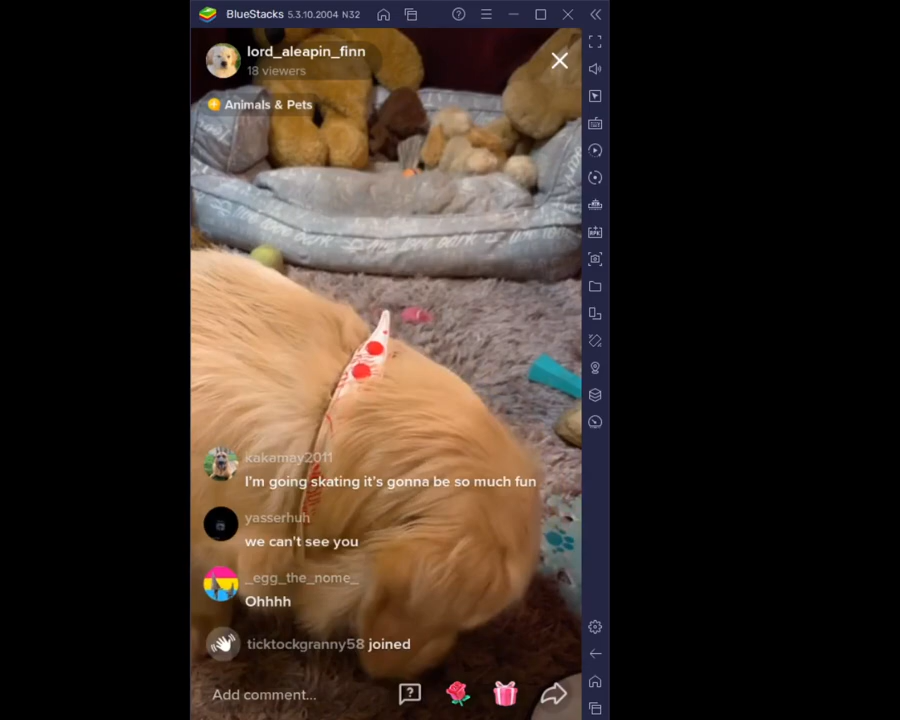 BlueStacks 5.3.10.2004 N32
lord_aleapin_finn
18 viewers
Animals & Pets
kakamay2011
I'm going skating it's gonna be so much fun
yasserhuh
we can't see you
_egg_the_nome_
Ohhhh
ticktockgranny58 joined
Add comment...